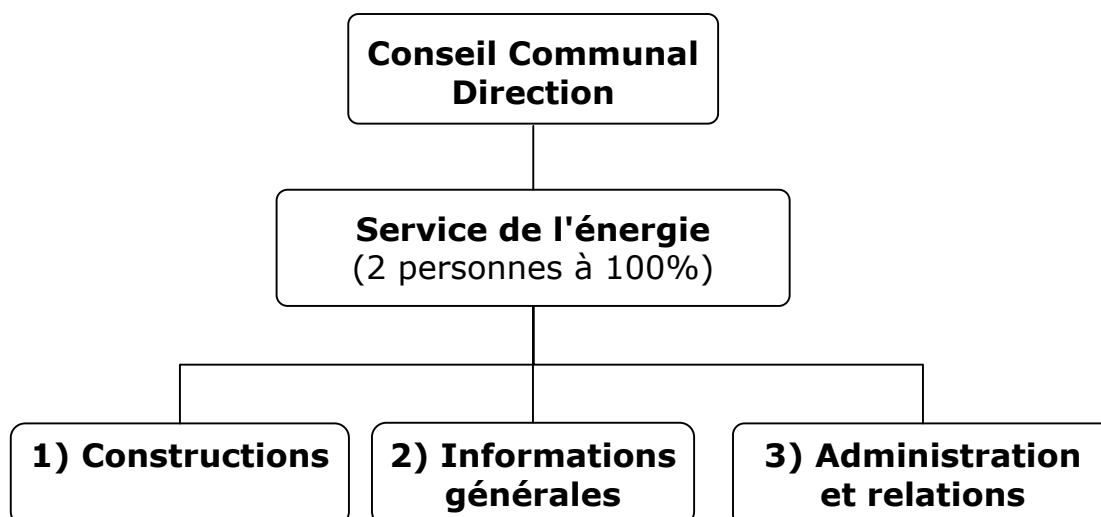 Conseil Communal
Direction
Service de l'énergie
(2 personnes à 100%)
1) Constructions
2) Informations
générales
3) Administration
et relations